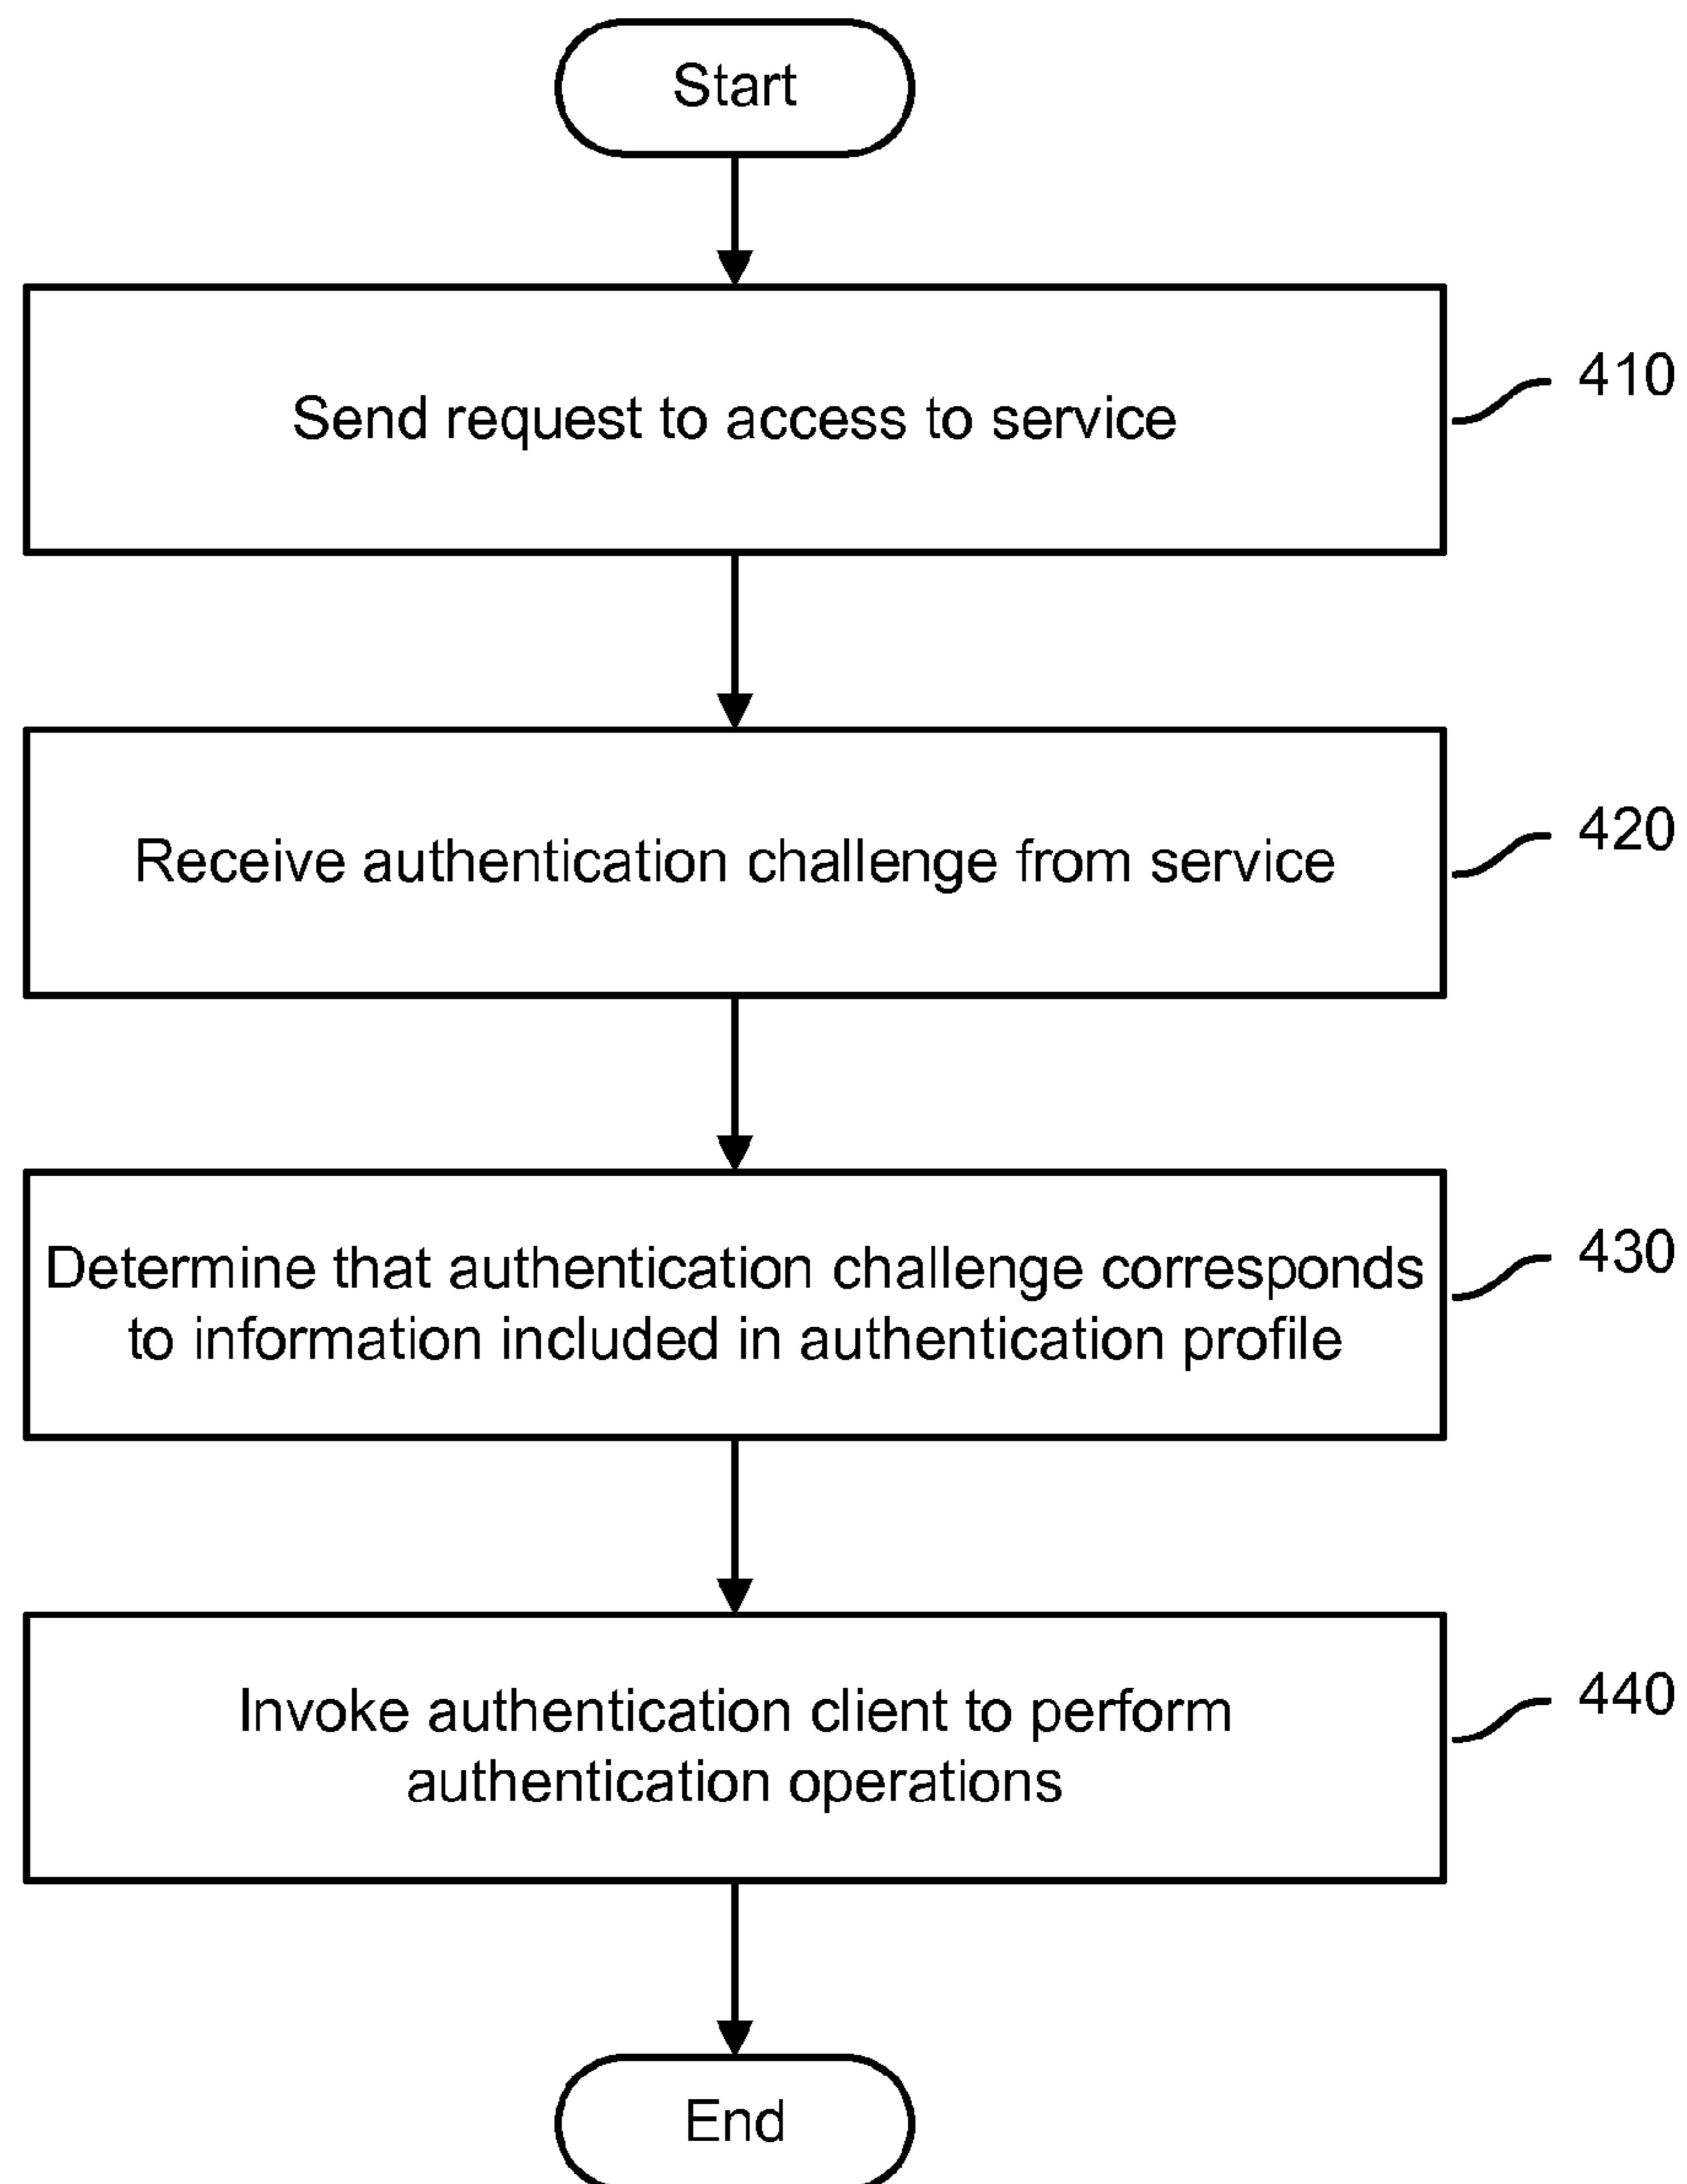 Start
Send request to access to service
410
Receive authentication challenge from service
420
Determine that authentication challenge corresponds
to information included in authentication profile
430
Invoke authentication client to perform
authentication operations
440
End